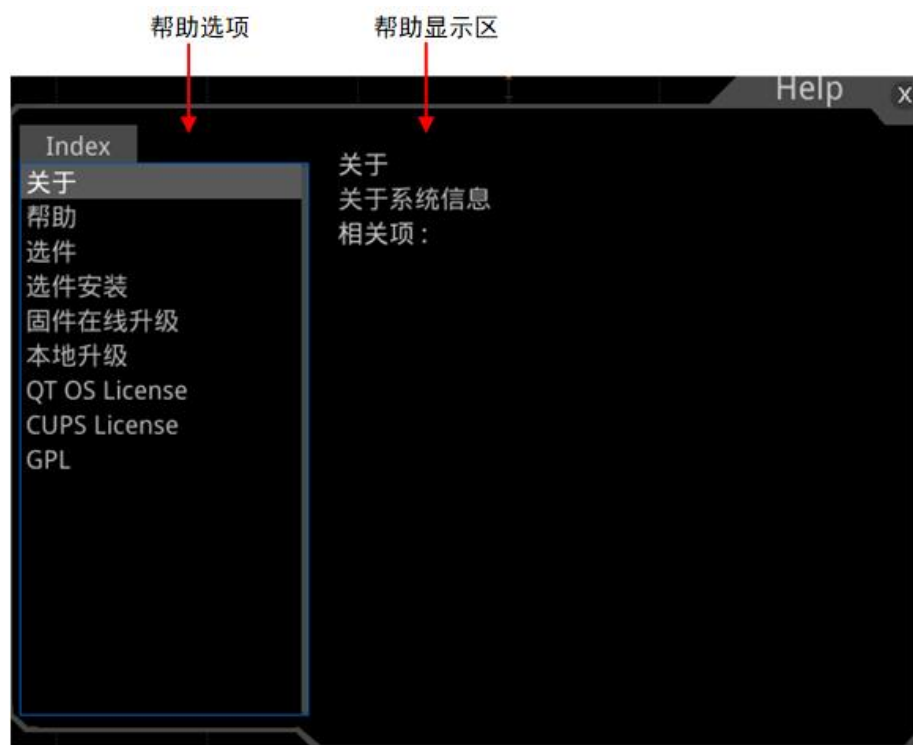 帮助选项 帮助显示区
Help X
Index
关于
帮助
选件
选件安装
固件在线升级
本地升级
QT OS License
CUPS License
GPL
关于
关于系统信息
相关项：